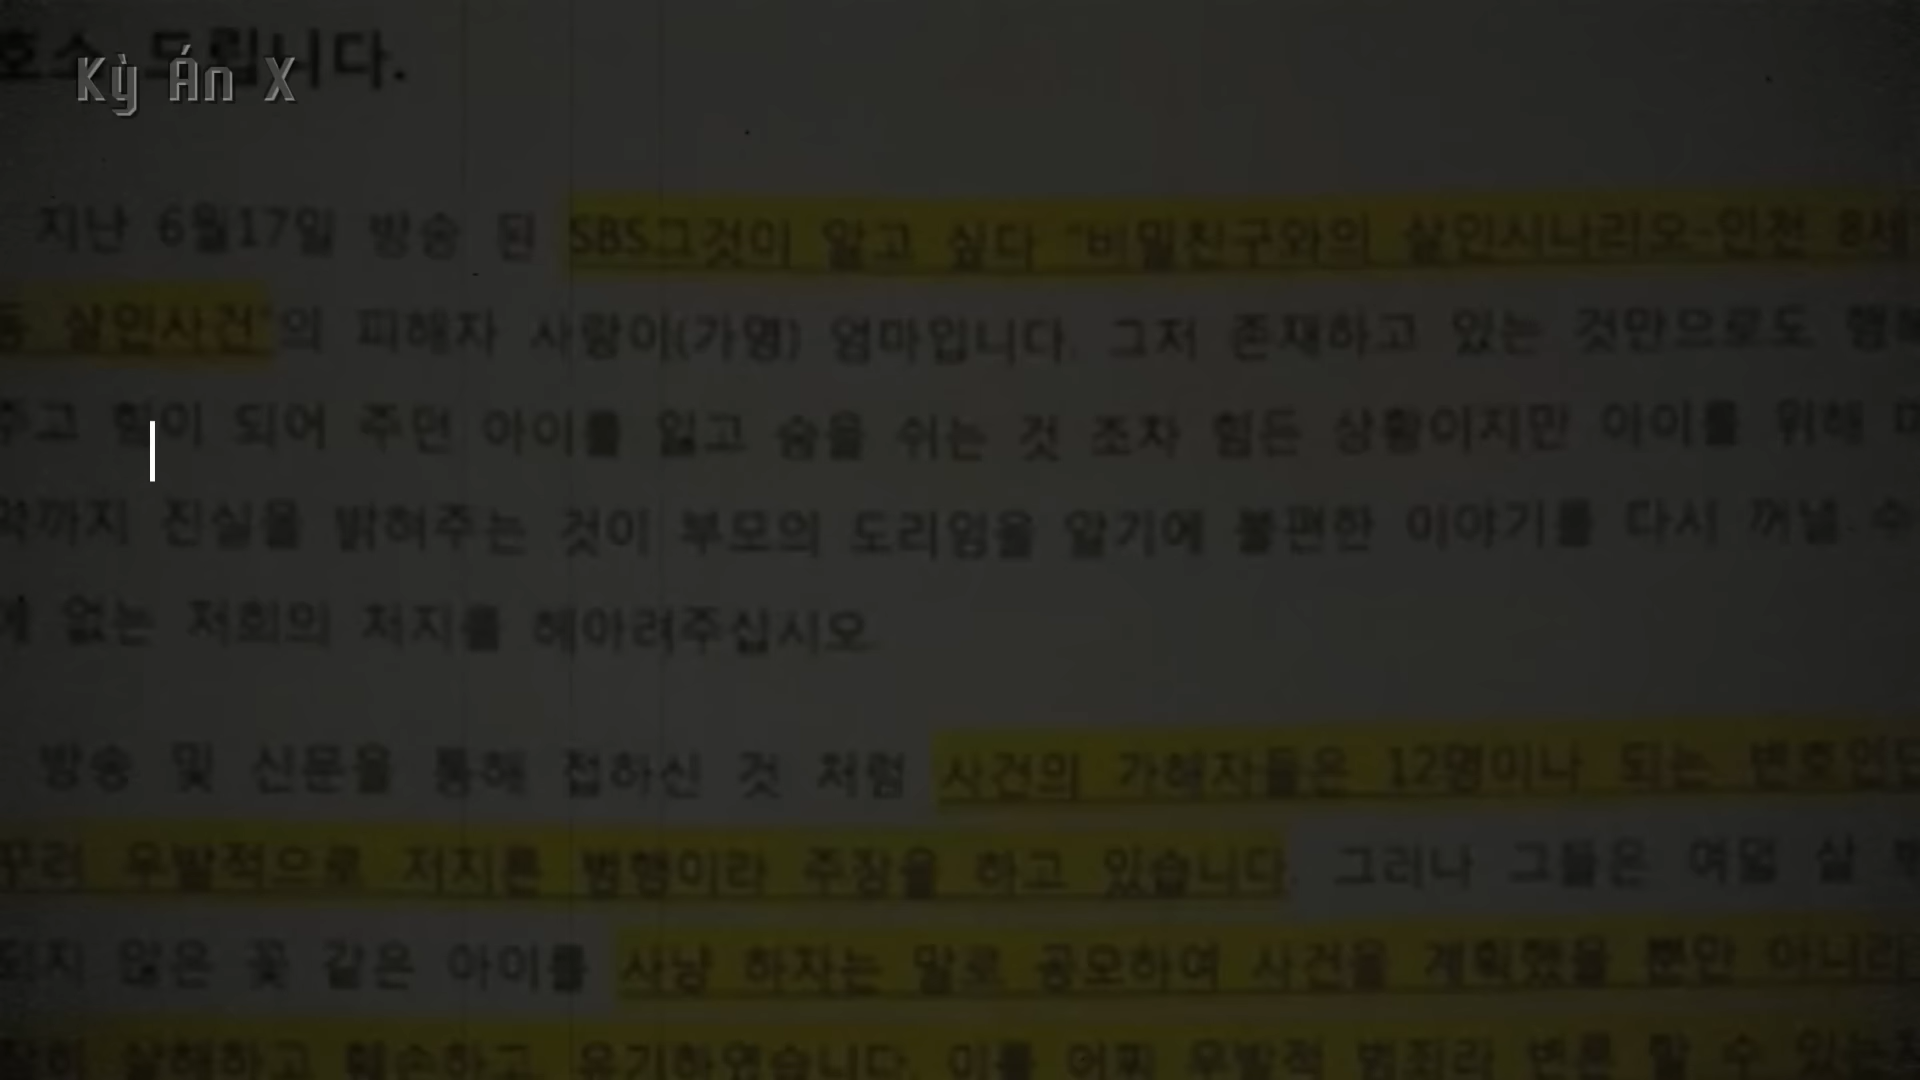 호소 드립니다.
Kỳ Án X
지난 6월17일 방송 된 SBS그것이 알고 싶다 "비밀친구와의 살인시나리오-인천 8세
동 살인사건"의 피해자 사랑이(가명) 엄마입니다. 그저 존재하고 있는 것만으로도 행복
주고 힘이 되어 주던 아이를 잃고 숨을 쉬는 것 조차 힘든 상황이지만 아이를 위해 마
막까지 진실을 밝혀주는 것이 부모의 도리임을 알기에 불편한 이야기를 다시 꺼낼 수
에 없는 저희의 처지를 헤아려주십시오.
방송 및 신문을 통해 접하신 것 처럼 사건의 가해자들은 12명이나 되는 변호인단
꾸려 우발적으로 저지른 범행이라 주장을 하고 있습니다. 그러나 그들은 여덟 살
되지 않은 꽃 같은 아이를 사냥 하자는 말로 공모하여 사건을 계획했을 뿐만 아니라
살해하고 훼손하고 유기하였습니다. 이를 어찌 우발적 범죄라 변론 할 수 있는